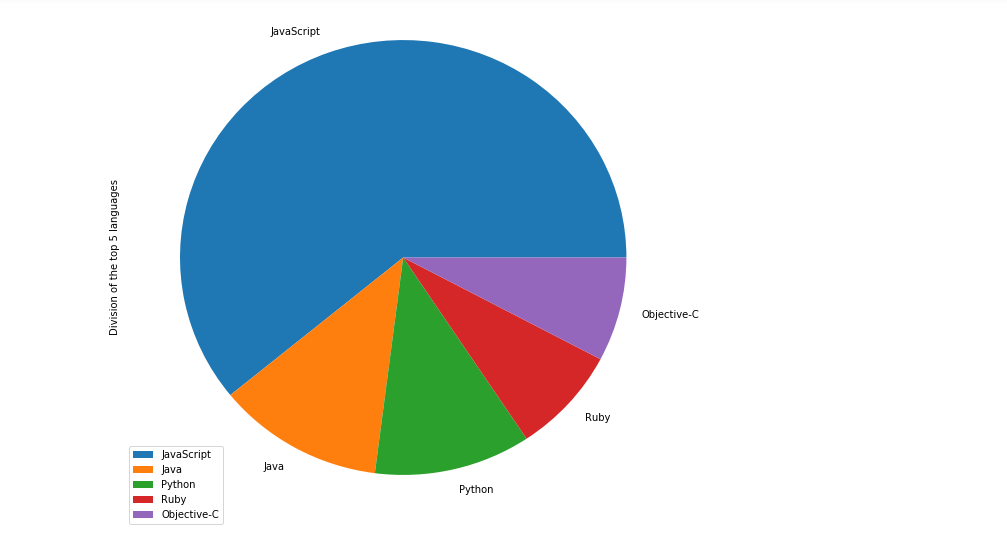 JavaScript
Division of the top 5 languages
Objective-C
Ruby
Java
Python
JavaScript
Java
Python
Ruby
Objective-C